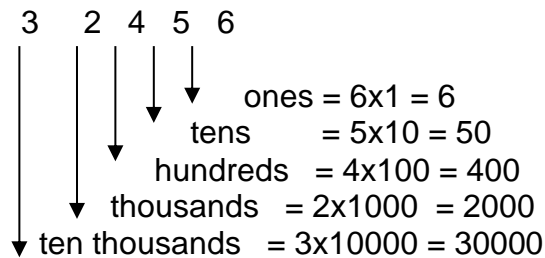 3 2 4 5 6
ones = 6x1 = 6
tens = 5x10 = 50
hundreds = 4x100 = 400
thousands = 2x1000 = 2000
ten thousands = 3x10000 = 30000